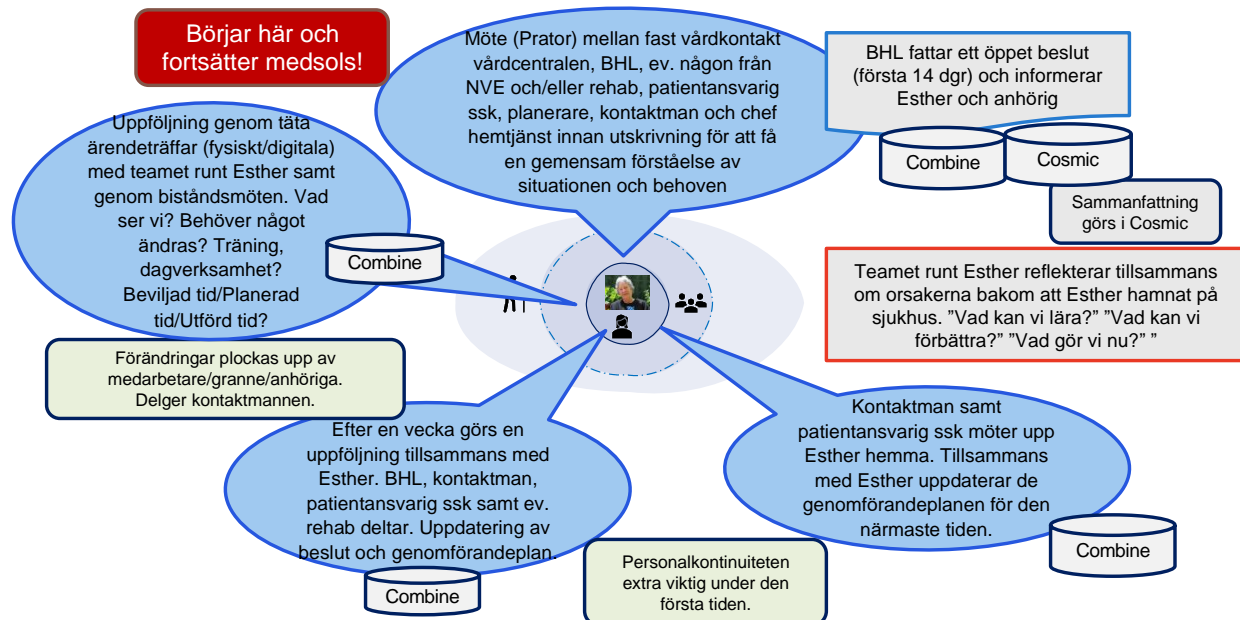 Börjar här och
fortsätter medsols!
Möte (Prator) mellan fast vårdkontakt
vårdcentralen, BHL, ev. någon från
NVE och/eller rehab, patientansvarig
ssk, planerare, kontaktman och chef
hemtjänst innan utskrivning för att få
en gemensam förståelse av
situationen och behoven
BHL fattar ett öppet beslut
(första 14 dgr) och informerar
Esther och anhörig
Combine
Cosmic
Sammanfattning
görs i Cosmic
Teamet runt Esther reflekterar tillsammans
om orsakerna bakom att Esther hamnat på
sjukhus. ”Vad kan vi lära?” ”Vad kan vi
förbättra?” ”Vad gör vi nu?” ”
Kontaktman samt
patientansvarig ssk möter upp
Esther hemma. Tillsammans
med Esther uppdaterar de
genomförandeplanen för den
närmaste tiden.
Combine
Personalkontinuiteten
extra viktig under den
första tiden.
Efter en vecka görs en
uppföljning tillsammans med
Esther. BHL, kontaktman,
patientansvarig ssk samt ev.
rehab deltar. Uppdatering av
beslut och genomförandeplan.
Combine
Förändringar plockas upp av
medarbetare/granne/anhöriga.
Delger kontaktmannen.
Uppföljning genom täta
ärendeträffar (fysiskt/digitala)
med teamet runt Esther samt
genom biståndsmöten. Vad
ser vi? Behöver något
ändras? Träning,
dagverksamhet?
Beviljad tid/Planerad
tid/Utförd tid?
Combine